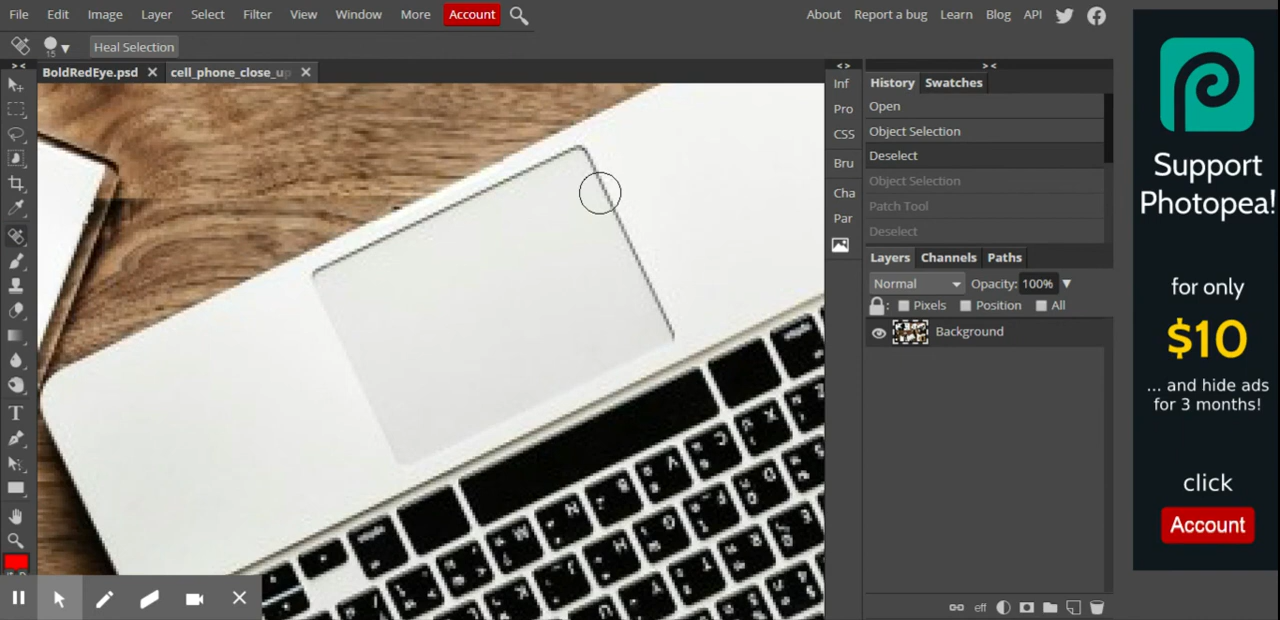 File Edit Image Layer Select Filter View Window More Account About Report a bug Learn Blog API
15 Heal Selection
BoldRedEye.psd cell_phone_close_up
Inf
Pro
CSS
Bru
Cha
Par
History Swatches
Open
Object Selection
Deselect
Object Selection
Patch Tool
Deselect
Layers Channels Paths
Normal Opacity: 100%
Pixels Position All
Background
eff
Support
Photopea!
for only
$10
... and hide ads
for 3 months!
click
Account